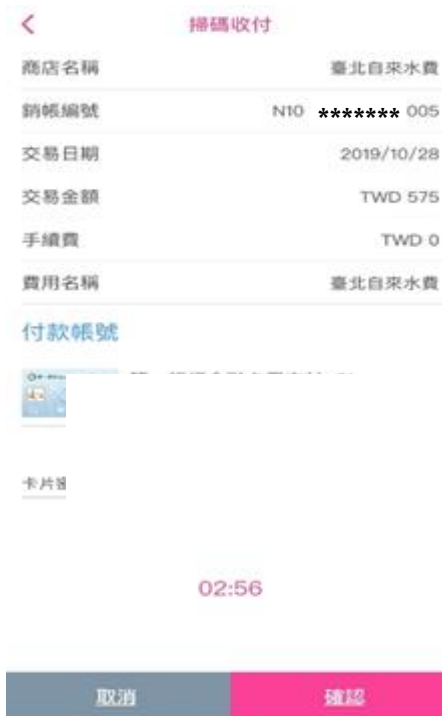 掃碼收付
商店名稱 臺北自來水費
銷帳編號 N10 ******* 005
交易日期 2019/10/28
交易金額 TWD 575
手續費 TWD 0
費用名稱 臺北自來水費
付款帳號
卡片
02:56
取消 確認